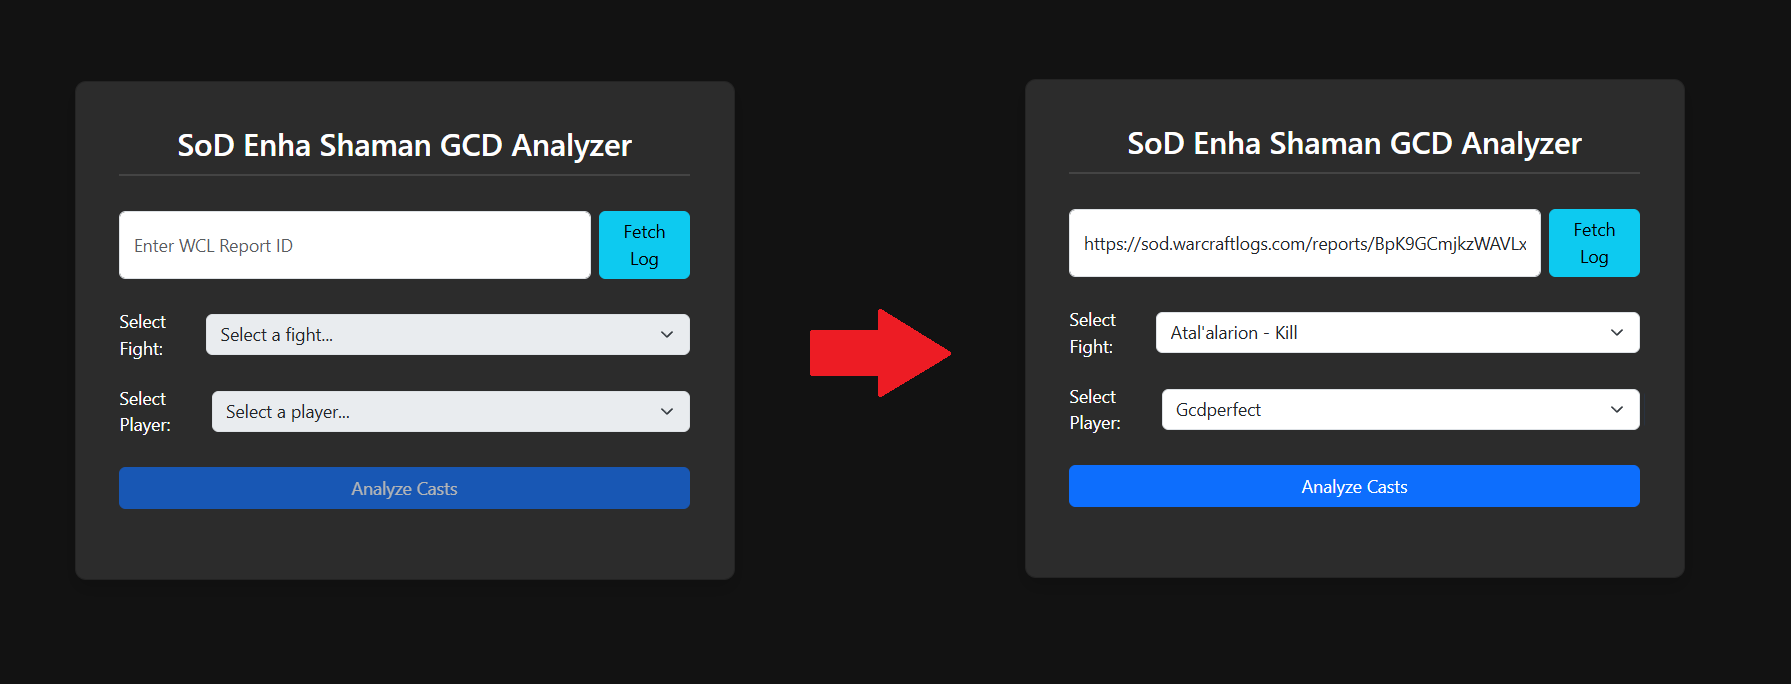 SoD Enha Shaman GCD Analyzer
Enter WCL Report ID
Fetch
Log
Select
Fight:
Select a fight...
Select
Player:
Select a player...
Analyze Casts
SoD Enha Shaman GCD Analyzer
https://sod.warcraftlogs.com/reports/BpK9GCmjkzWAVLx
Fetch
Log
Select
Fight:
Atal'alarion - Kill
Select
Player:
Gcdperfect
Analyze Casts